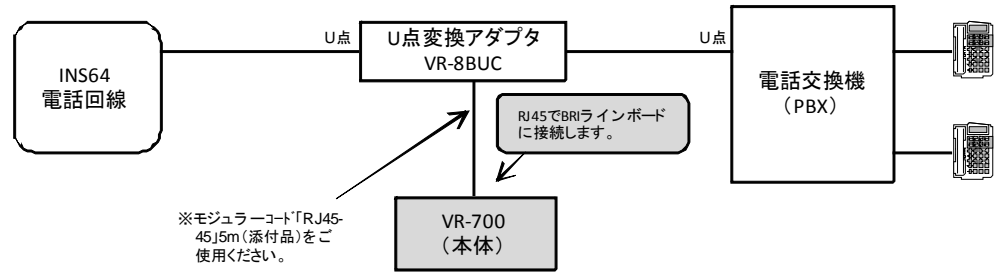 INS64
電話回線
U点
U点変換アダプタ
VR-8BUC
U点
電話交換機
（PBX）
RJ45でBRIラインボード
に接続します。
※モジュラーコード「RJ45-
45」5m（添付品）をご
使用ください。
VR-700
（本体）